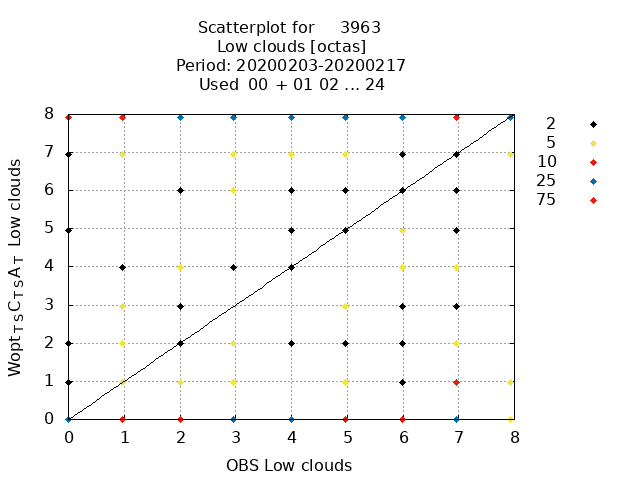 Scatterplot for 3963
Low clouds [octas]
Period: 20200203-20200217
Used 00 + 01 02 ... 24
8
7
6
5
4
3
2
1
0
Wopt T S C T S A T Low clouds
0 1 2 3 4 5 6 7 8
OBS Low clouds
2
5
10
25
75